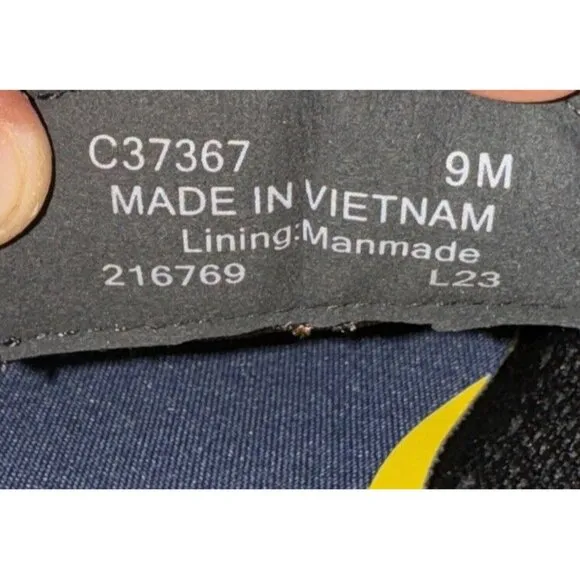 C37367 9M
MADE IN VIETNAM
Lining:Manmade
216769 L23